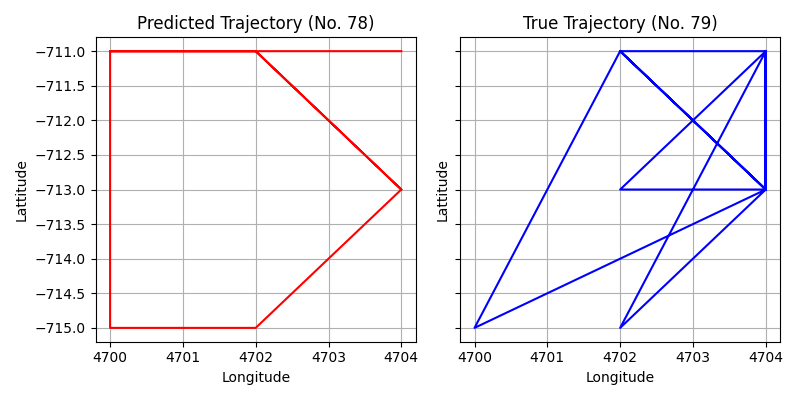 Predicted Trajectory (No. 78)
True Trajectory (No. 79)
−711.0
−711.5
−712.0
−712.5
−713.0
−713.5
−714.0
−714.5
−715.0
Lattitude
Lattitude
4700 4701 4702 4703 4704
4700 4701 4702 4703 4704
Longitude
Longitude